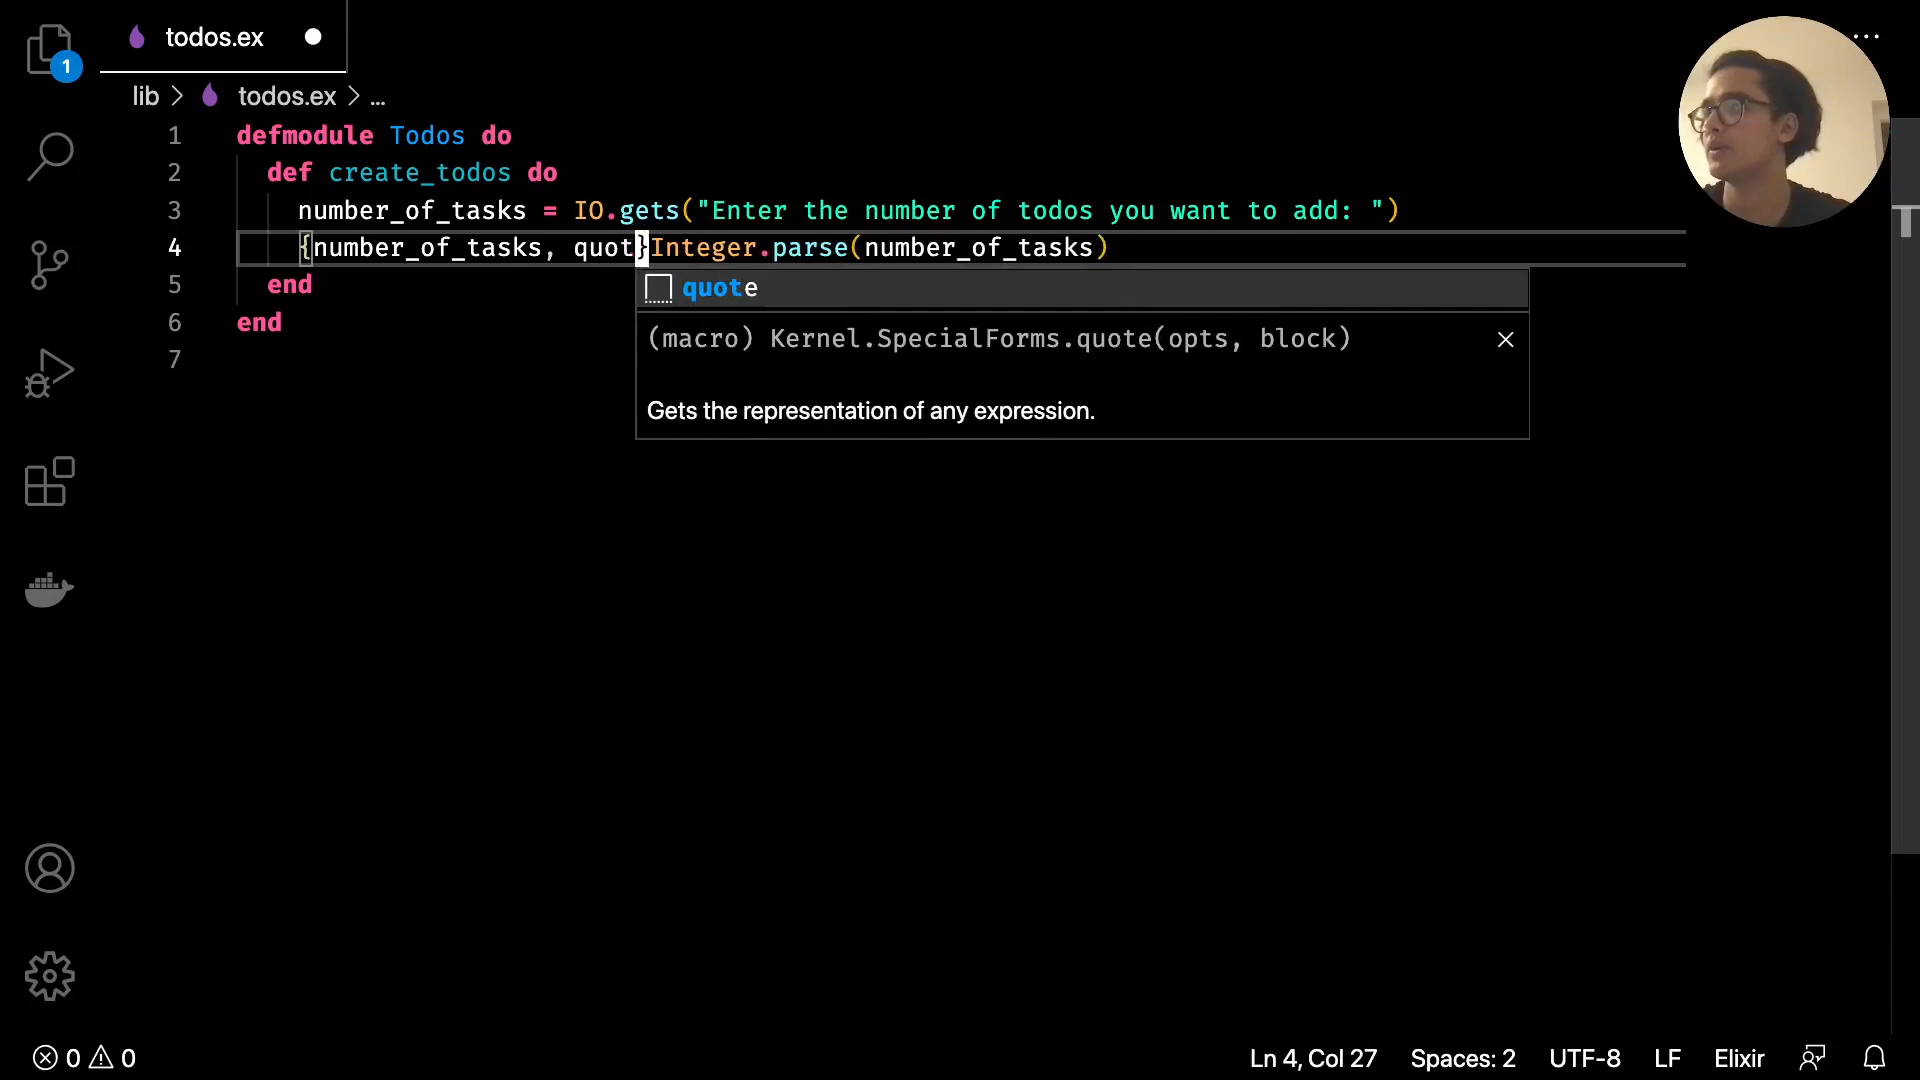 todos.ex
1
lib > todos.ex > ...
1 defmodule Todos do
2 def create_todos do
3 number_of_tasks = IO.gets("Enter the number of todos you want to add: ")
4 {number_of_tasks, quot}Integer.parse(number_of_tasks)
5 end
6 end
7
quote
(macro) Kernel.SpecialForms.quote(opts, block)
Gets the representation of any expression.
0 0 Ln 4, Col 27 Spaces: 2 UTF-8 LF Elixir